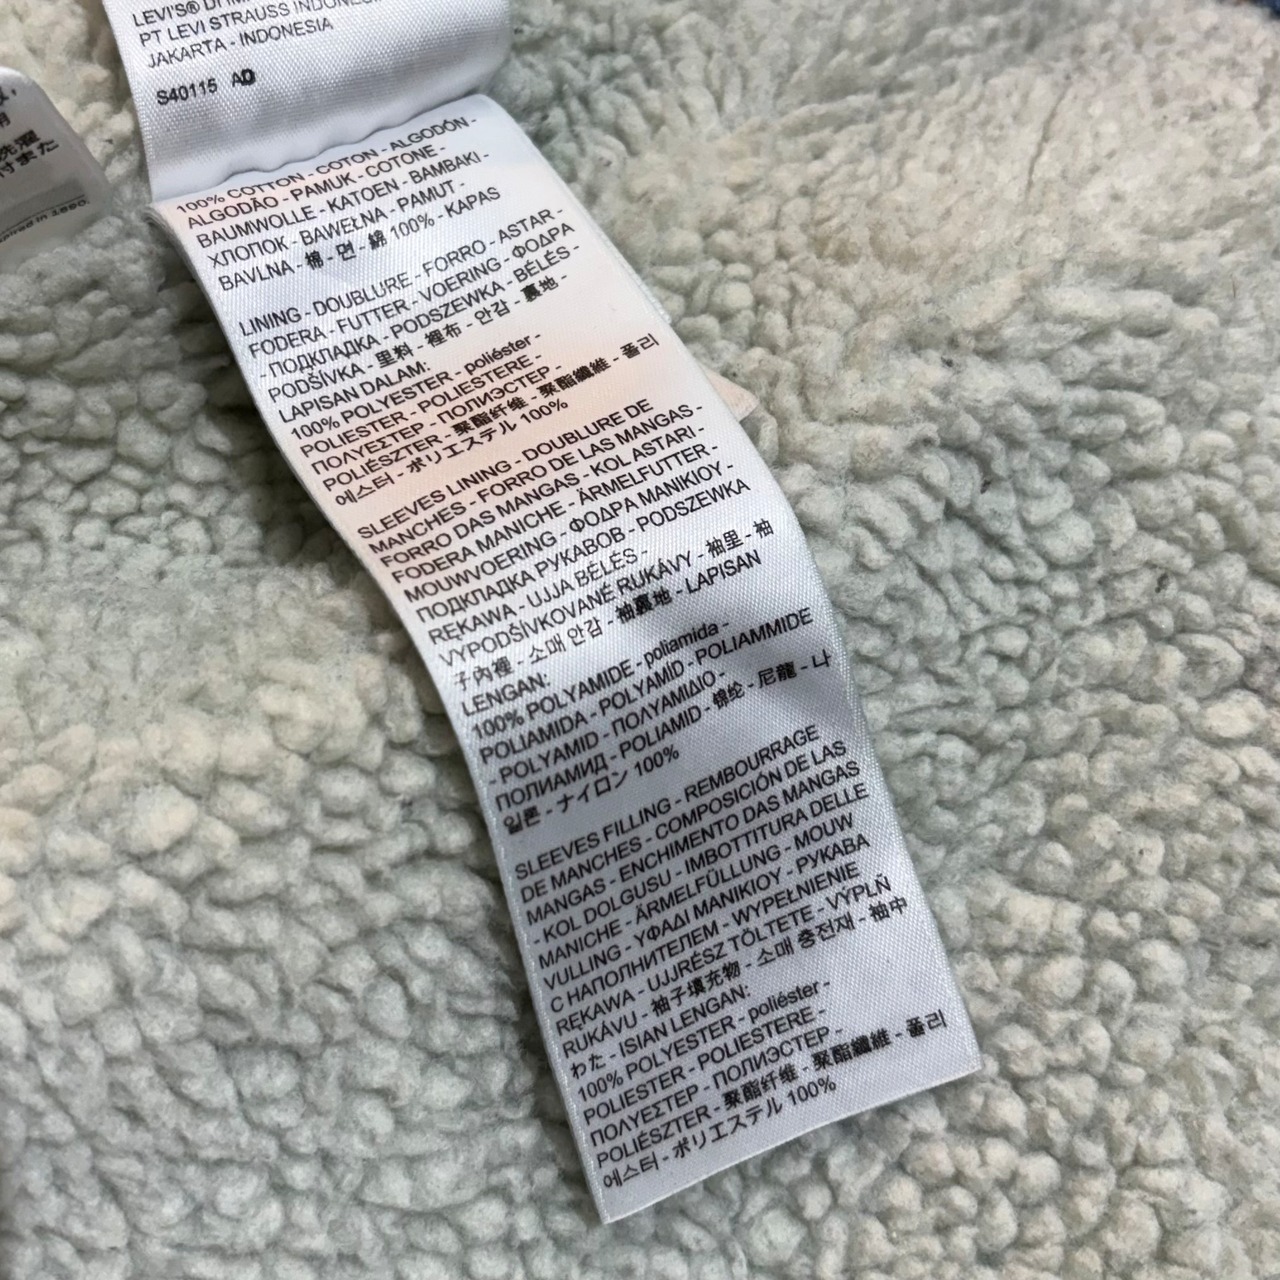 LEVI'S® DI IM
PT LEVI STRAUSS INDONES
JAKARTA - INDONESIA
S40115 AD
100% COTTON - COTON - ALGODÓN -
ALGODÃO - PAMUK - COTONE -
BAUMWOLLE - KATOEN - ΒΑΜΒΑΚΙ -
ХЛОПОК - BAWEŁNA - PAMUT -
BAVLNA - 棉 - 면 - 綿 100% - KAPAS
LINING - DOUBLURE - FORRO - ASTAR -
FODERA - FUTTER - VOERING - ΦΟΔΡΑ
- ПОДКЛАДКА - PODSZEWKA - BÉLÉS -
PODŠÍVKA - 里料 - 裡布 - 안감 - 裏地 -
LAPISAN DALAM:
100% POLYESTER - poliéster -
POLIESTER - POLIESTERE -
ΠΟΛΥΕΣΤΕΡ - ПОЛИЭСТЕР -
POLIÉSZTER - 聚酯纤维 - 聚酯纖維 - 폴리
에스터 - ポリエステル 100%
SLEEVES LINING - DOUBLURE DE
MANCHES - FORRO DE LAS MANGAS -
FORRO DAS MANGAS - KOL ASTARI -
FODERA MANICHE - ÄRMELFUTTER -
MOUWVOERING - ΦΟΔΡΑ ΜΑΝΙΚΙΟΥ -
ПОДКЛАДКА РУКАВОВ - PODSZEWKA
RĘKAWA - UJJA BÉLÉS -
VYPODŠÍVKOVANÉ RUKÁVY - 袖里 - 袖
子內裡 - 소매 안감 - 袖裏地 - LAPISAN
LENGAN:
100% POLYAMIDE - poliamida -
POLIAMIDA - POLYAMID - POLIAMMIDE
- POLYAMID - ΠΟΛΥΑΜΙΔΙΟ -
ПОЛИАМИД - POLIAMID - 锦纶 - 尼龍 - 나
일론 - ナイロン 100%
SLEEVES FILLING - REMBOURRAGE
DE MANCHES - COMPOSICIÓN DE LAS
MANGAS - ENCHIMENTO DAS MANGAS
- KOL DOLGUSU - IMBOTTITURA DELLE
MANICHE - ÄRMELFÜLLUNG - MOUW
VULLING - ΥΦΑΔΙ ΜΑΝΙΚΙΟΥ - РУКАВА
С НАПОЛНИТЕЛЕМ - WYPEŁNIENIE
RĘKAWA - UJJRÉSZ TÖLTETE - VÝPLŇ
RUKÁVU - 袖子填充物 - 소매 충전재 - 袖中
わた - ISIAN LENGAN:
100% POLYESTER - poliéster -
POLIESTER - POLIESTERE -
ΠΟΛΥΕΣΤΕΡ - ПОЛИЭСТЕР -
POLIÉSZTER - 聚酯纤维 - 聚酯纖維 - 폴리
에스터 - ポリエステル 100%
洗濯
付また